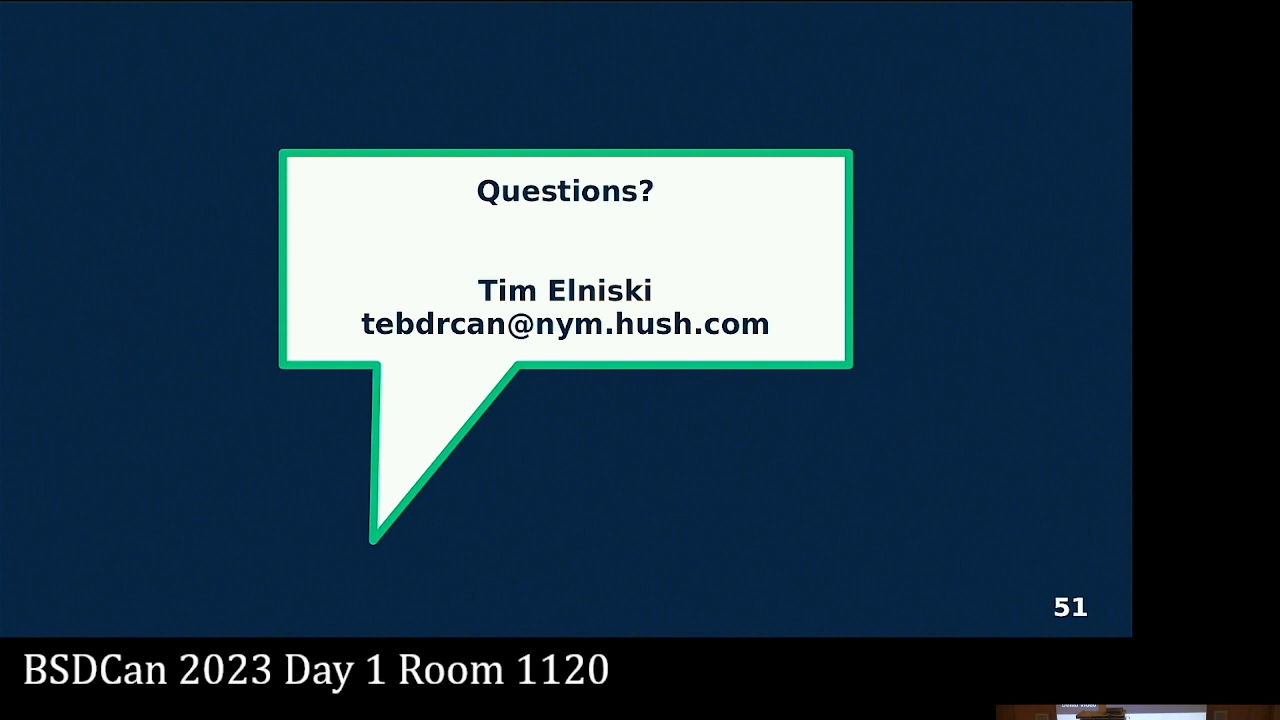 Questions?
Tim Elniski
tebdrcan@nym.hush.com
51
BSDCan 2023 Day 1 Room 1120